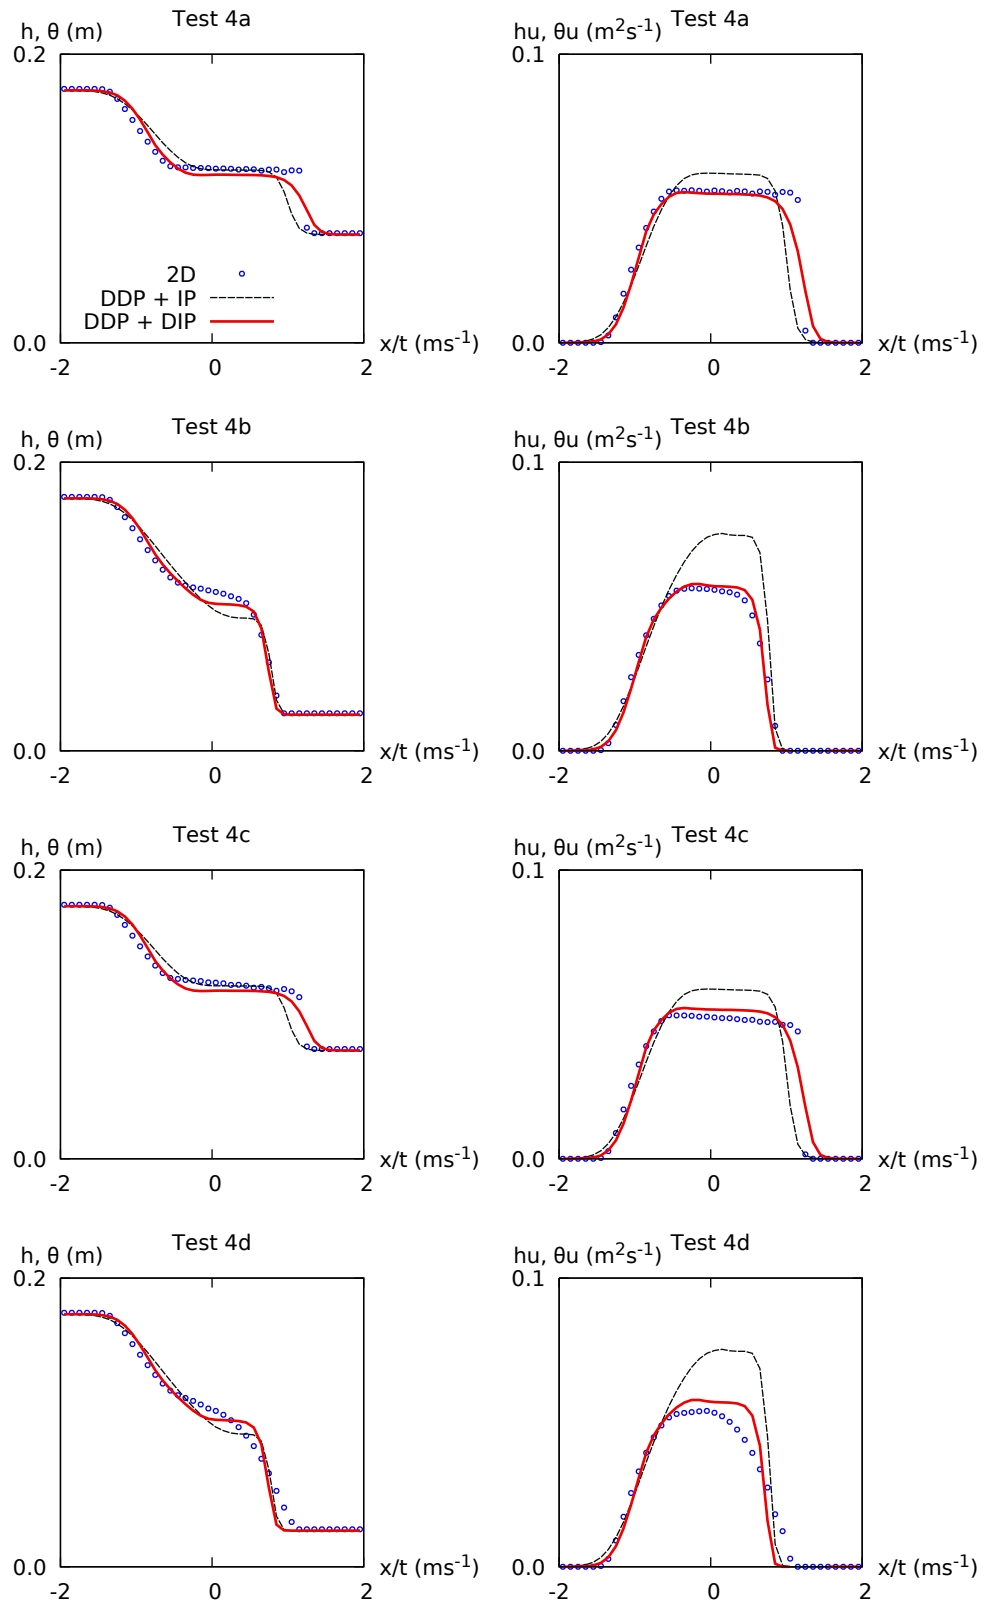 Test 4a
h, θ (m)
0.2
2D
DDP + IP
DDP + DIP
0.0
x/t (ms-1)
-2 0 2
Test 4a
hu, θu (m2s-1)
0.1
0.0
x/t (ms-1)
-2 0 2
Test 4b
h, θ (m)
0.2
0.0
x/t (ms-1)
-2 0 2
Test 4b
hu, θu (m2s-1)
0.1
0.0
x/t (ms-1)
-2 0 2
Test 4c
h, θ (m)
0.2
0.0
x/t (ms-1)
-2 0 2
Test 4c
hu, θu (m2s-1)
0.1
0.0
x/t (ms-1)
-2 0 2
Test 4d
h, θ (m)
0.2
0.0
x/t (ms-1)
-2 0 2
Test 4d
hu, θu (m2s-1)
0.1
0.0
x/t (ms-1)
-2 0 2